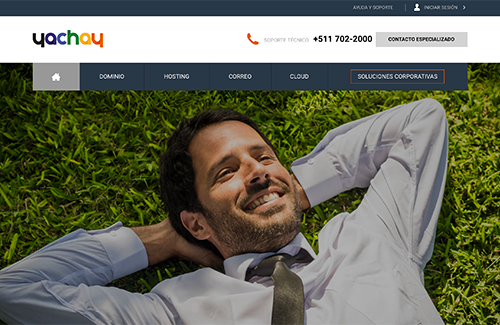 AYUDA Y SOPORTE INICIAR SESIÓN
yachay
SOPORTE TÉCNICO +511 702-2000 CONTACTO ESPECIALIZADO
DOMINIO HOSTING CORREO CLOUD SOLUCIONES CORPORATIVAS